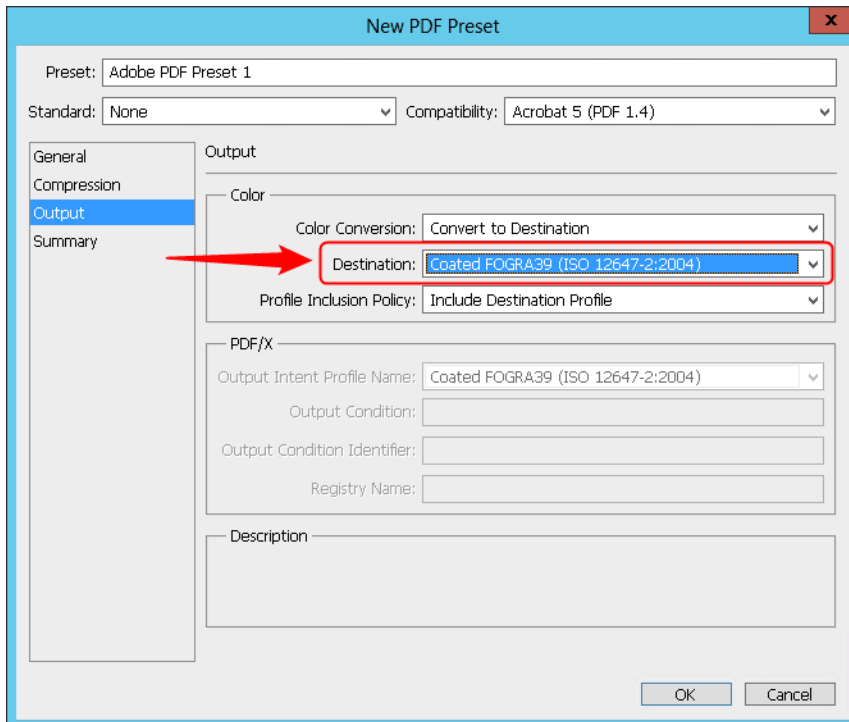 New PDF Preset
x
Preset: Adobe PDF Preset 1
Standard: None Compatibility: Acrobat 5 (PDF 1.4)
General
Compression
Output
Summary
Output
Color
Color Conversion: Convert to Destination
Destination: Coated FOGRA39 (ISO 12647-2:2004)
Profile Inclusion Policy: Include Destination Profile
PDF/X
Output Intent Profile Name: Coated FOGRA39 (ISO 12647-2:2004)
Output Condition:
Output Condition Identifier:
Registry Name:
Description
OK Cancel